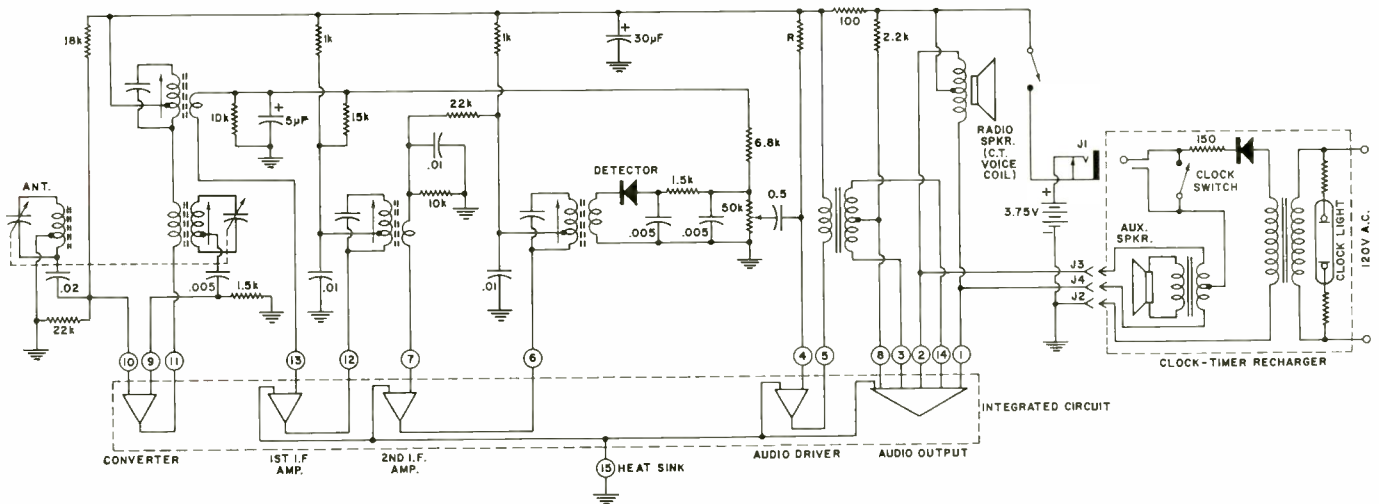 18k
1k
1k
30µF
R
100
2.2k
10k
5µF
15k
22k
.01
10k
6.8k
DETECTOR
1.5k
.005
.005
50k
0.5
RADIO
SPKR.
(C.T.
VOICE
COIL)
J1
3.75V
150
CLOCK
SWITCH
AUX.
SPKR.
CLOCK LIGHT
120V A.C.
J3
J4
J2
CLOCK-TIMER RECHARGER
ANT.
.02
.005
1.5k
22k
.01
.01
10
9
11
13
12
7
6
4
5
8
3
2
14
1
INTEGRATED CIRCUIT
CONVERTER
1ST I.F
AMP.
2ND I.F.
AMP.
15 HEAT SINK
AUDIO DRIVER
AUDIO OUTPUT